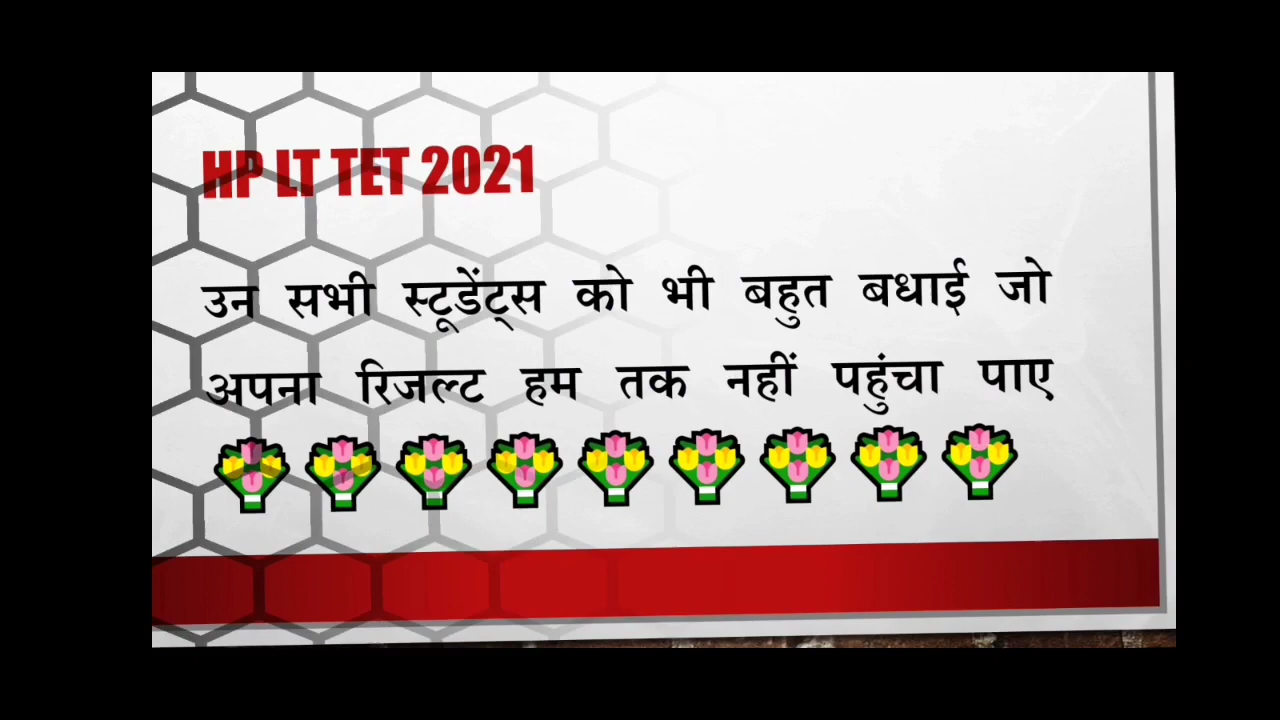 HP LT TET 2021
उन सभी स्टूडेंट्स को भी बहुत बधाई जो
अपना रिजल्ट हम तक नहीं पहुंचा पाए
💐💐💐💐💐💐💐💐💐